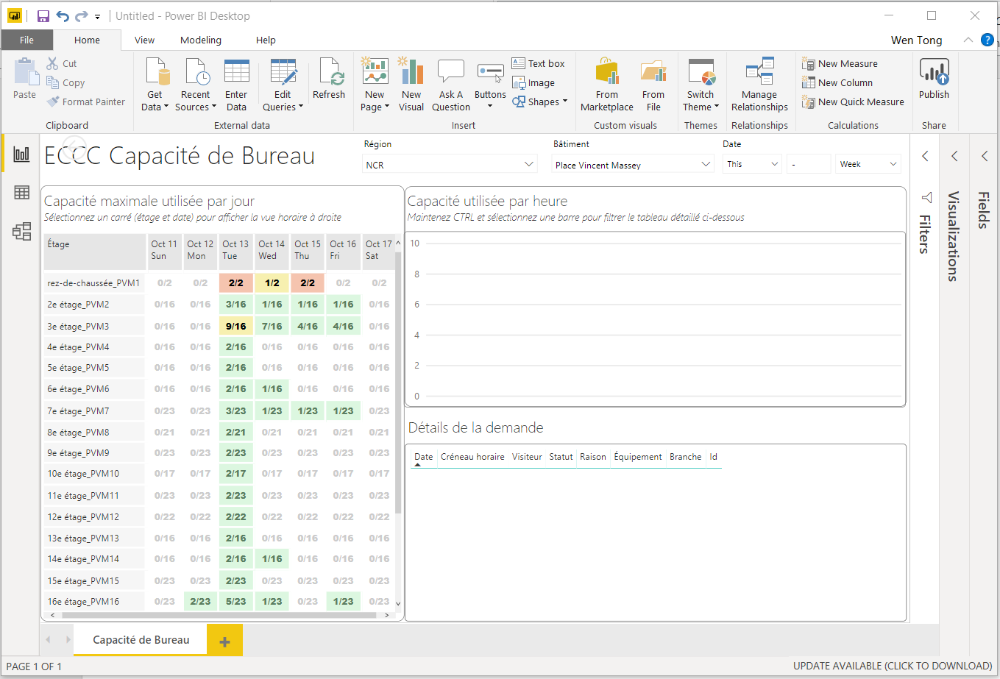 Untitled - Power BI Desktop
File Home View Modeling Help Wen Tong ?
Paste
Cut
Copy
Format Painter
Clipboard
Get Data
Recent Sources
Enter Data
Edit Queries
Refresh
External data
New Page
New Visual
Ask A Question
Buttons
Text box
Image
Shapes
Insert
From Marketplace
From File
Custom visuals
Switch Theme
Themes
Manage Relationships
Relationships
New Measure
New Column
New Quick Measure
Calculations
Publish
Share
ECCC Capacité de Bureau
Région
NCR
Bâtiment
Place Vincent Massey
Date
This - Week
Capacité maximale utilisée par jour
Sélectionnez un carré (étage et date) pour afficher la vue horaire à droite
Étage Oct 11 Sun Oct 12 Mon Oct 13 Tue Oct 14 Wed Oct 15 Thu Oct 16 Fri Oct 17 Sat
rez-de-chaussée_PVM1 0/2 0/2 2/2 1/2 2/2 0/2 0/2
2e étage_PVM2 0/16 0/16 3/16 1/16 1/16 1/16 0/16
3e étage_PVM3 0/16 0/16 9/16 7/16 4/16 4/16 0/16
4e étage_PVM4 0/16 0/16 2/16 0/16 0/16 0/16 0/16
5e étage_PVM5 0/16 0/16 2/16 0/16 0/16 0/16 0/16
6e étage_PVM6 0/16 0/16 2/16 1/16 0/16 0/16 0/16
7e étage_PVM7 0/23 0/23 3/23 1/23 1/23 1/23 0/23
8e étage_PVM8 0/21 0/21 2/21 0/21 0/21 0/21 0/21
9e étage_PVM9 0/23 0/23 2/23 0/23 0/23 0/23 0/23
10e étage_PVM10 0/17 0/17 2/17 0/17 0/17 0/17 0/17
11e étage_PVM11 0/23 0/23 2/23 0/23 0/23 0/23 0/23
12e étage_PVM12 0/22 0/22 2/22 0/22 0/22 0/22 0/22
13e étage_PVM13 0/16 0/16 2/16 0/16 0/16 0/16 0/16
14e étage_PVM14 0/16 0/16 2/16 1/16 0/16 0/16 0/16
15e étage_PVM15 0/23 0/23 2/23 0/23 0/23 0/23 0/23
16e étage_PVM16 0/23 2/23 5/23 1/23 0/23 1/23 0/23
Capacité utilisée par heure
Maintenez CTRL et sélectionnez une barre pour filtrer le tableau détaillé ci-dessous
10
8
6
4
2
0
Détails de la demande
Date Créneau horaire Visiteur Statut Raison Équipement Branche Id
Filters
Visualizations
Fields
Capacité de Bureau +
PAGE 1 OF 1
UPDATE AVAILABLE (CLICK TO DOWNLOAD)